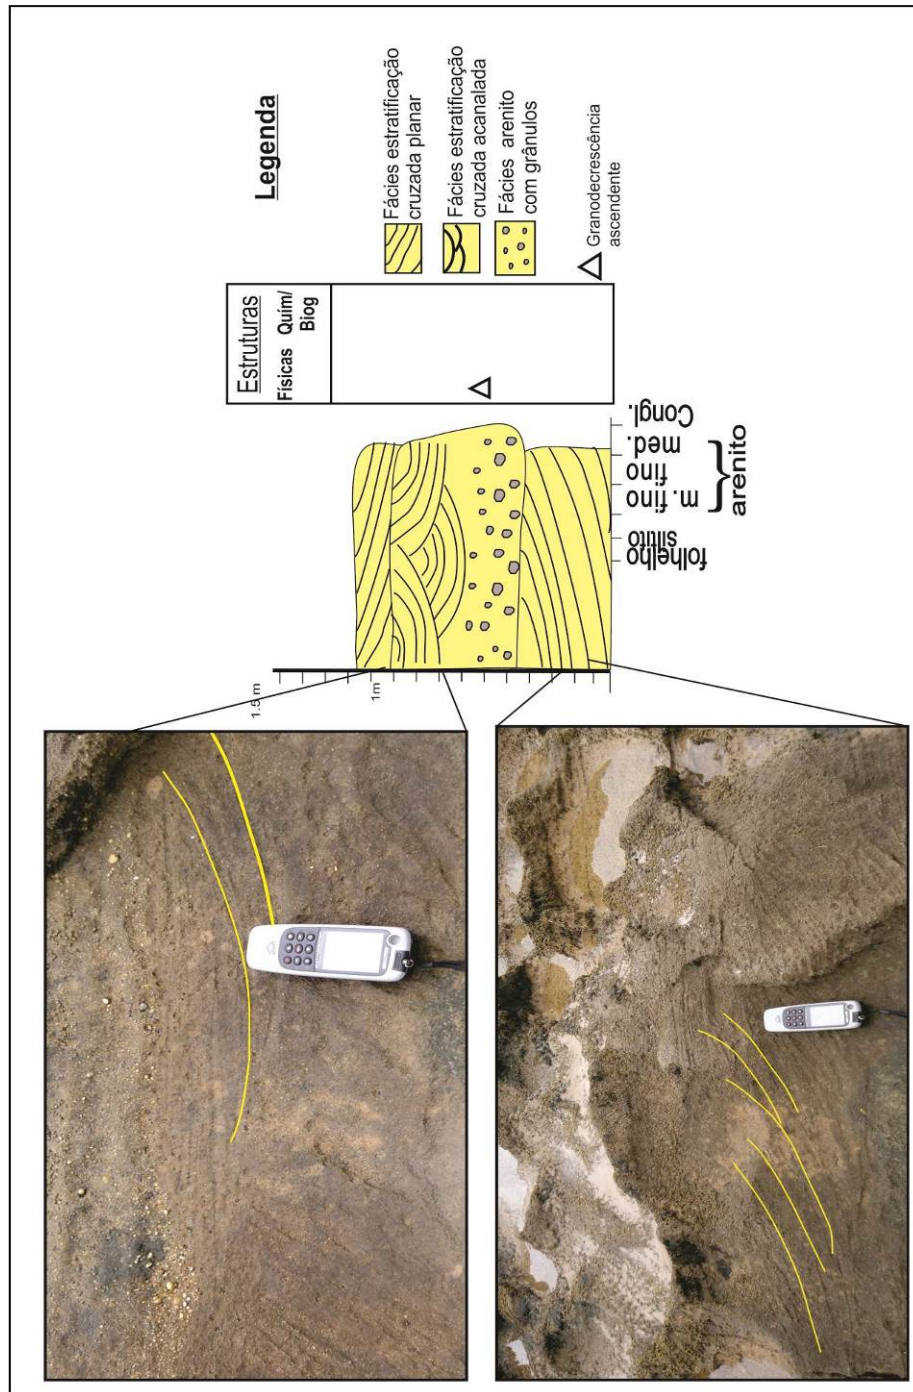 Legenda
Fácies estratificação
cruzada planar
Fácies estratificação
cruzada acanalada
Fácies arenito
com grânulos
Granodecrescência
ascendente
Estruturas
Físicas Quím/
Biog
1.5 m
1m
folhelho
siltito
m. fino
fino
med.
Congl.
arenito